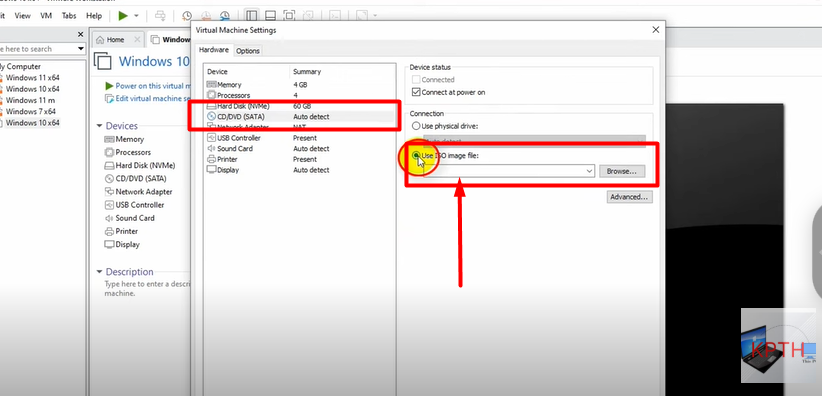 it View VM Tabs Help
e here to search
y Computer
Windows 11 x64
Windows 10 x64
Windows 11 m
Windows 7 x64
Windows 10 x64
Home
Window
Windows 10
Power on this virtual m
Edit virtual machine se
Devices
Memory
Processors
Hard Disk (NVMe)
CD/DVD (SATA)
Network Adapter
USB Controller
Sound Card
Printer
Display
Description
Type here to enter a descri
machine.
Virtual Machine Settings
Hardware Options
Device Summary
Memory 4 GB
Processors 4
Hard Disk (NVMe) 60 GB
CD/DVD (SATA) Auto detect
Network Adapter NAT
USB Controller Present
Sound Card Auto detect
Printer Present
Display Auto detect
Device status
Connected
Connect at power on
Connection
Use physical drive:
Use ISO image file:
Browse...
Advanced...
KPTH